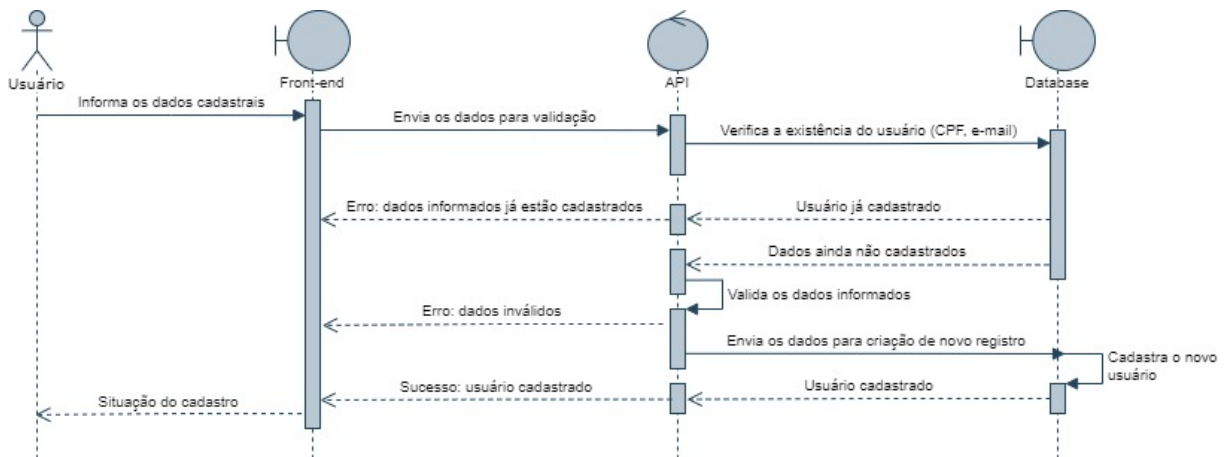 Usuário
Front-end
API
Database
Informa os dados cadastrais
Envia os dados para validação
Verifica a existência do usuário (CPF, e-mail)
Erro: dados informados já estão cadastrados
Usuário já cadastrado
Dados ainda não cadastrados
Valida os dados informados
Erro: dados inválidos
Envia os dados para criação de novo registro
Cadastra o novo
usuário
Sucesso: usuário cadastrado
Usuário cadastrado
Situação do cadastro